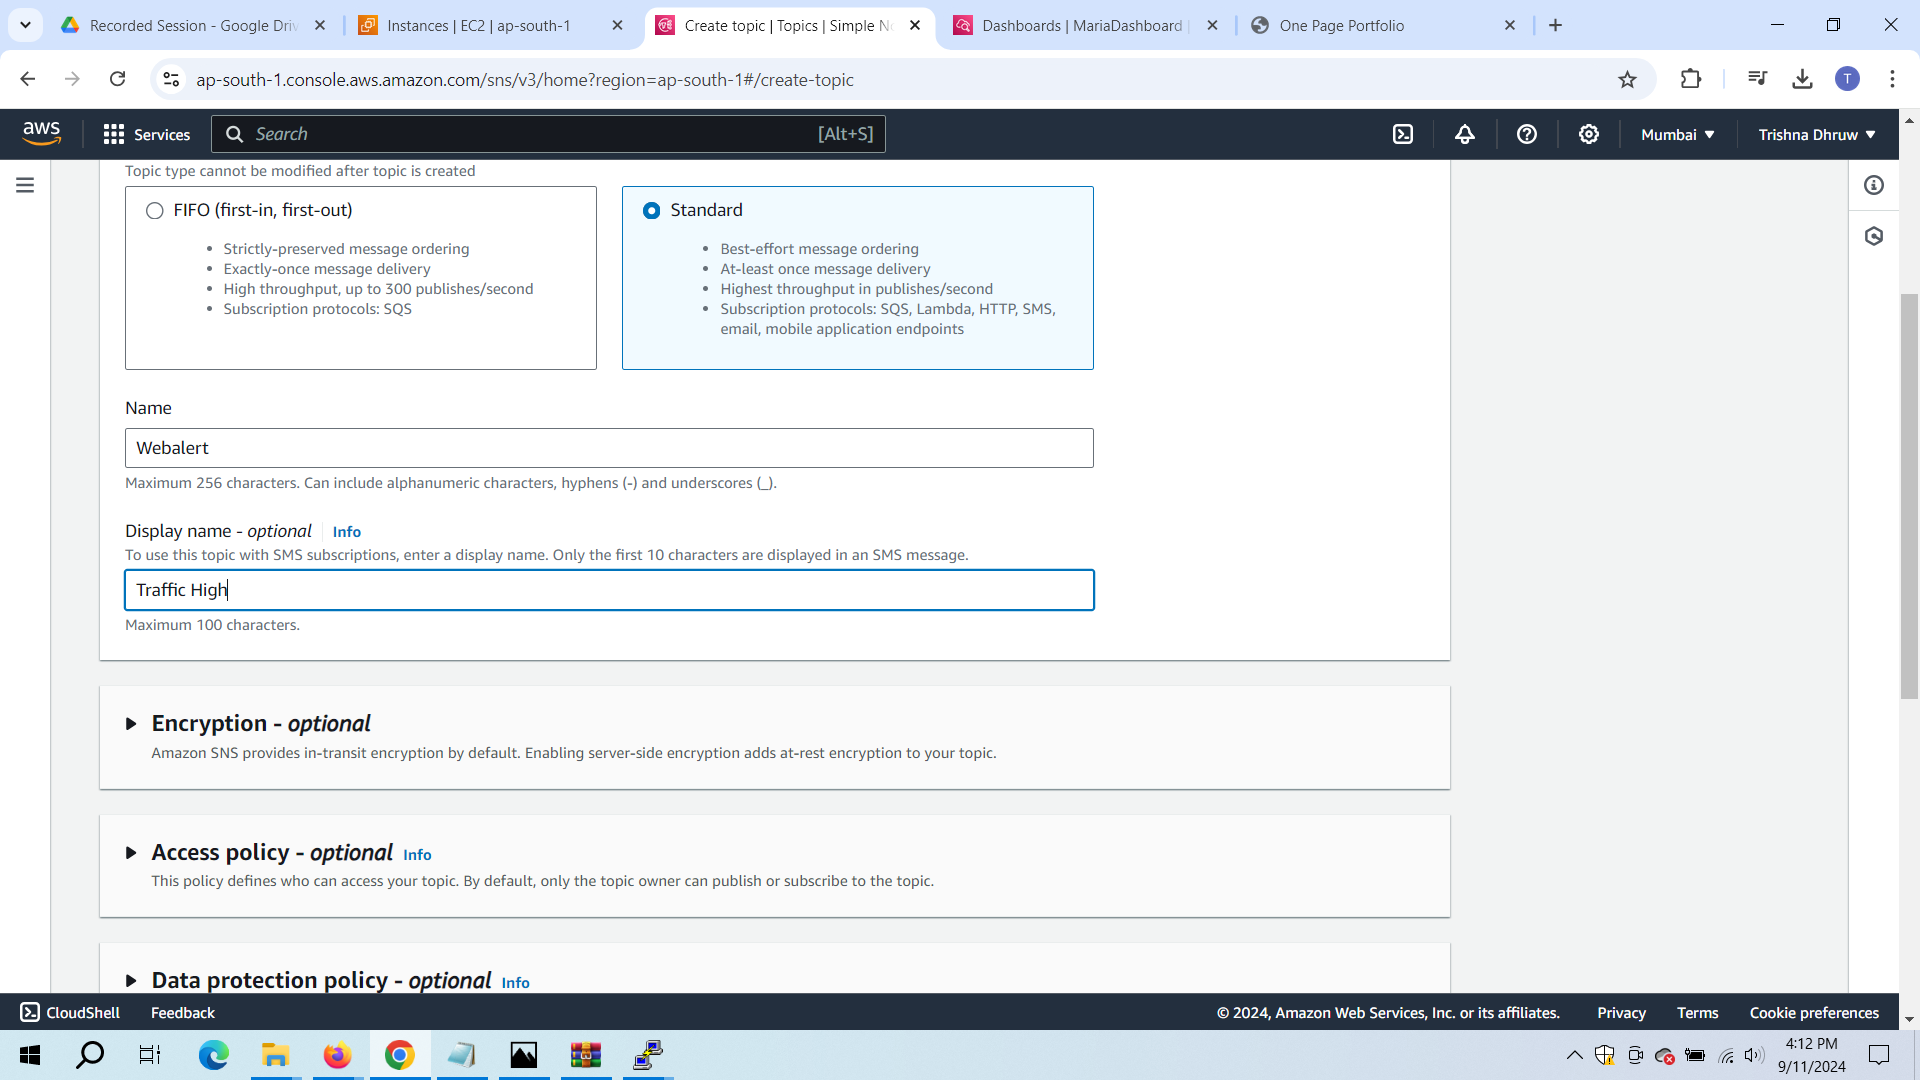 Recorded Session - Google Driv
Instances | EC2 | ap-south-1
Create topic | Topics | Simple No
Dashboards | MariaDashboard |
One Page Portfolio
ap-south-1.console.aws.amazon.com/sns/v3/home?region=ap-south-1#/create-topic
T
aws
Services
Search
[Alt+S]
Mumbai
Trishna Dhruw
Topic type cannot be modified after topic is created
FIFO (first-in, first-out)
• Strictly-preserved message ordering
• Exactly-once message delivery
• High throughput, up to 300 publishes/second
• Subscription protocols: SQS
Standard
• Best-effort message ordering
• At-least once message delivery
• Highest throughput in publishes/second
• Subscription protocols: SQS, Lambda, HTTP, SMS,
email, mobile application endpoints
Name
Webalert
Maximum 256 characters. Can include alphanumeric characters, hyphens (-) and underscores (_).
Display name - optional Info
To use this topic with SMS subscriptions, enter a display name. Only the first 10 characters are displayed in an SMS message.
Traffic High
Maximum 100 characters.
Encryption - optional
Amazon SNS provides in-transit encryption by default. Enabling server-side encryption adds at-rest encryption to your topic.
Access policy - optional Info
This policy defines who can access your topic. By default, only the topic owner can publish or subscribe to the topic.
Data protection policy - optional Info
CloudShell
Feedback
© 2024, Amazon Web Services, Inc. or its affiliates.
Privacy
Terms
Cookie preferences
4:12 PM
9/11/2024